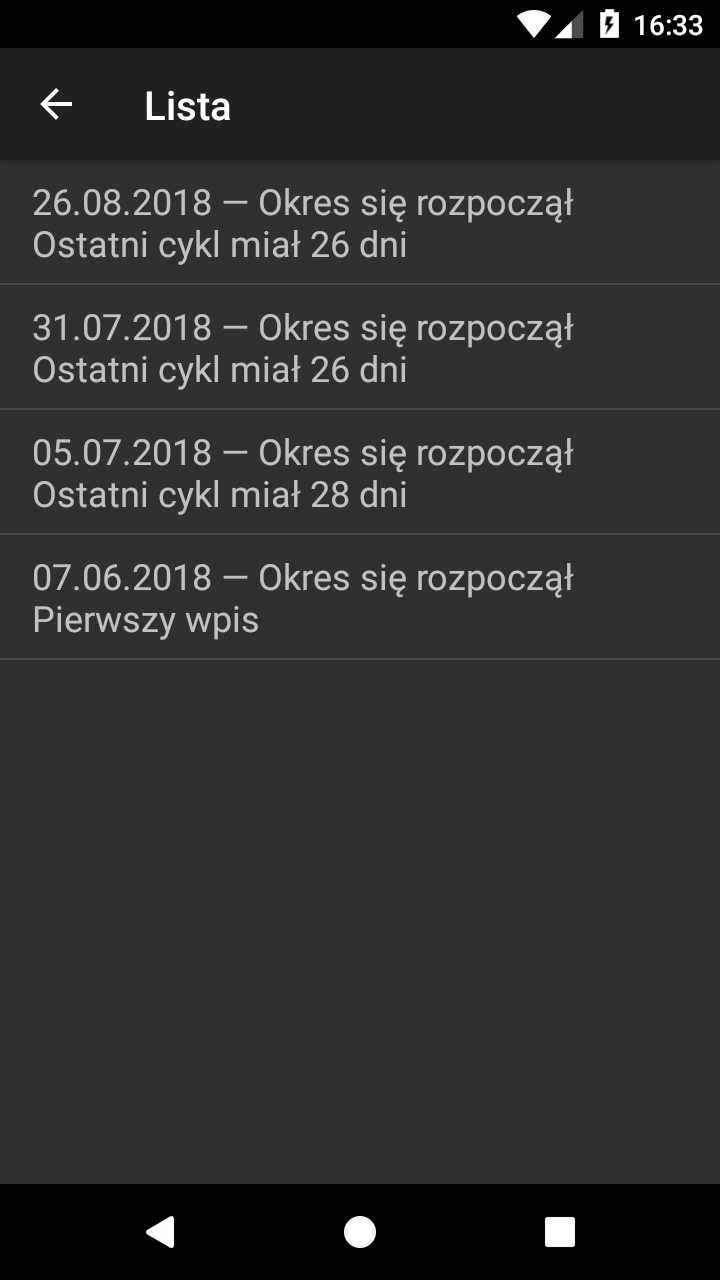 16:33
Lista
26.08.2018 — Okres się rozpoczął
Ostatni cykl miał 26 dni
31.07.2018 — Okres się rozpoczął
Ostatni cykl miał 26 dni
05.07.2018 — Okres się rozpoczął
Ostatni cykl miał 28 dni
07.06.2018 — Okres się rozpoczął
Pierwszy wpis